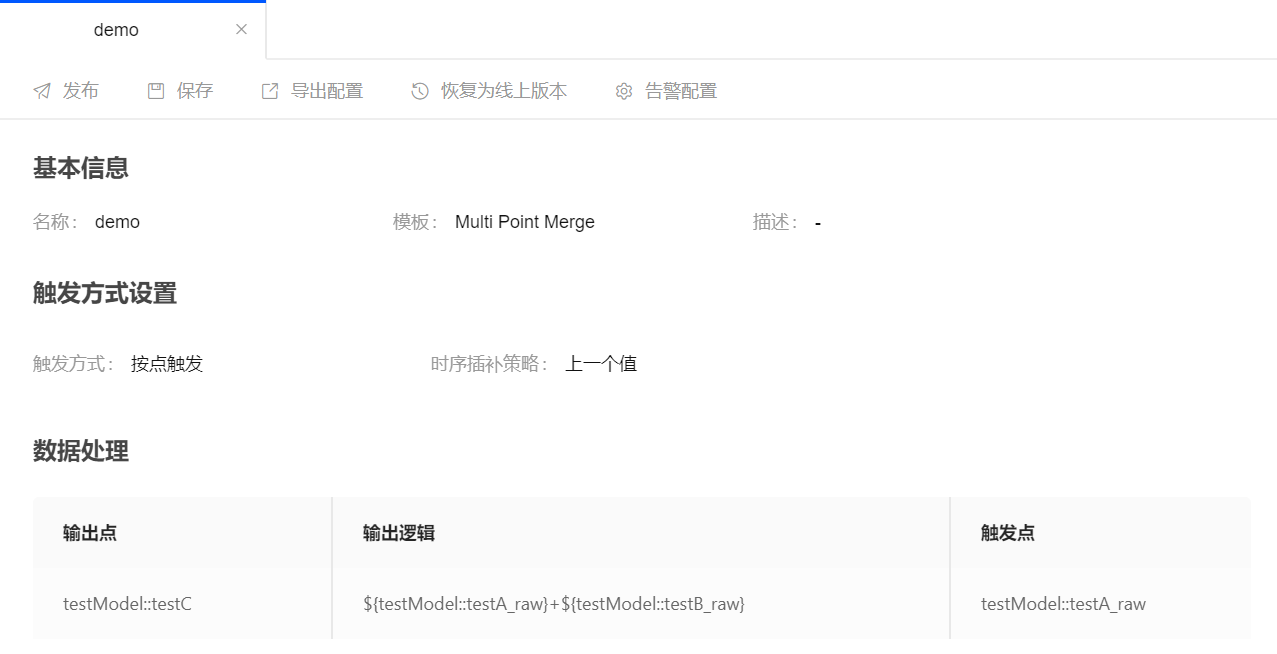 demo
发布 保存 导出配置 恢复为线上版本 告警配置
基本信息
名称： demo 模板： Multi Point Merge 描述： -
触发方式设置
触发方式： 按点触发 时序插补策略： 上一个值
数据处理
输出点 输出逻辑 触发点
testModel::testC ${testModel::testA_raw}+${testModel::testB_raw} testModel::testA_raw